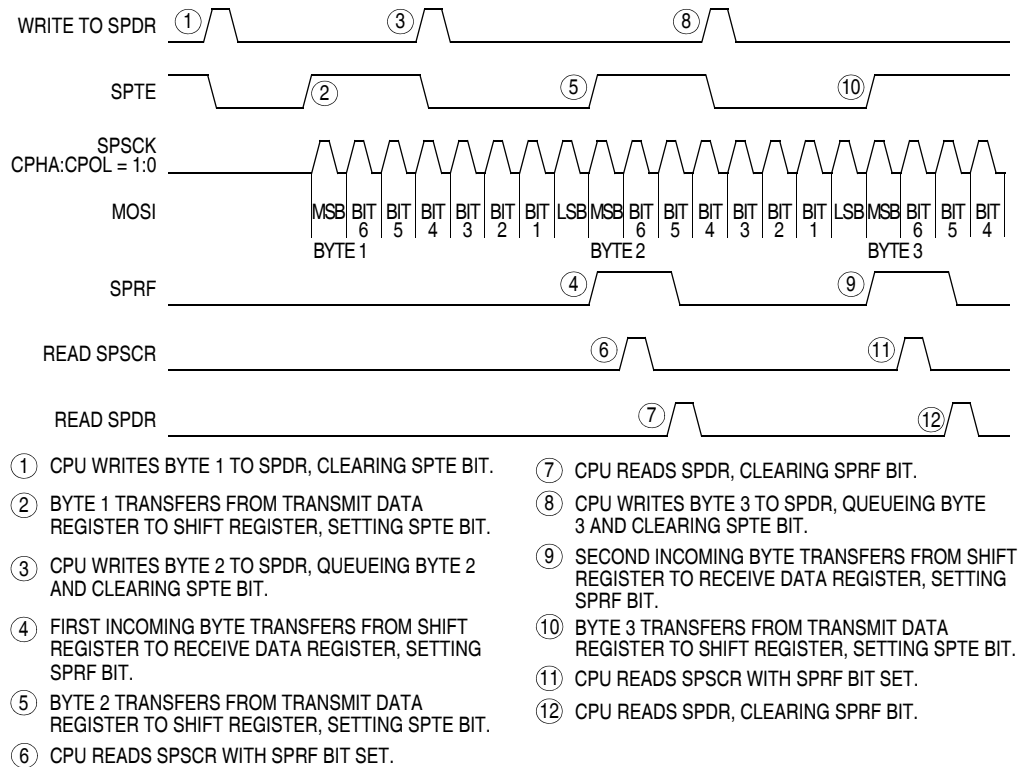 WRITE TO SPDR
1
3
8
SPTE
2
5
10
SPSCK
CPHA:CPOL = 1:0
MOSI
MSB BIT 6 BIT 5 BIT 4 BIT 3 BIT 2 BIT 1 LSB MSB BIT 6 BIT 5 BIT 4 BIT 3 BIT 2 BIT 1 LSB MSB BIT 6 BIT 5 BIT 4
BYTE 1 BYTE 2 BYTE 3
SPRF
4
9
READ SPSCR
6
11
READ SPDR
7
12
1 CPU WRITES BYTE 1 TO SPDR, CLEARING SPTE BIT.
2 BYTE 1 TRANSFERS FROM TRANSMIT DATA
REGISTER TO SHIFT REGISTER, SETTING SPTE BIT.
3 CPU WRITES BYTE 2 TO SPDR, QUEUEING BYTE 2
AND CLEARING SPTE BIT.
4 FIRST INCOMING BYTE TRANSFERS FROM SHIFT
REGISTER TO RECEIVE DATA REGISTER, SETTING
SPRF BIT.
5 BYTE 2 TRANSFERS FROM TRANSMIT DATA
REGISTER TO SHIFT REGISTER, SETTING SPTE BIT.
6 CPU READS SPSCR WITH SPRF BIT SET.
7 CPU READS SPDR, CLEARING SPRF BIT.
8 CPU WRITES BYTE 3 TO SPDR, QUEUEING BYTE
3 AND CLEARING SPTE BIT.
9 SECOND INCOMING BYTE TRANSFERS FROM SHIFT
REGISTER TO RECEIVE DATA REGISTER, SETTING
SPRF BIT.
10 BYTE 3 TRANSFERS FROM TRANSMIT DATA
REGISTER TO SHIFT REGISTER, SETTING SPTE BIT.
11 CPU READS SPSCR WITH SPRF BIT SET.
12 CPU READS SPDR, CLEARING SPRF BIT.